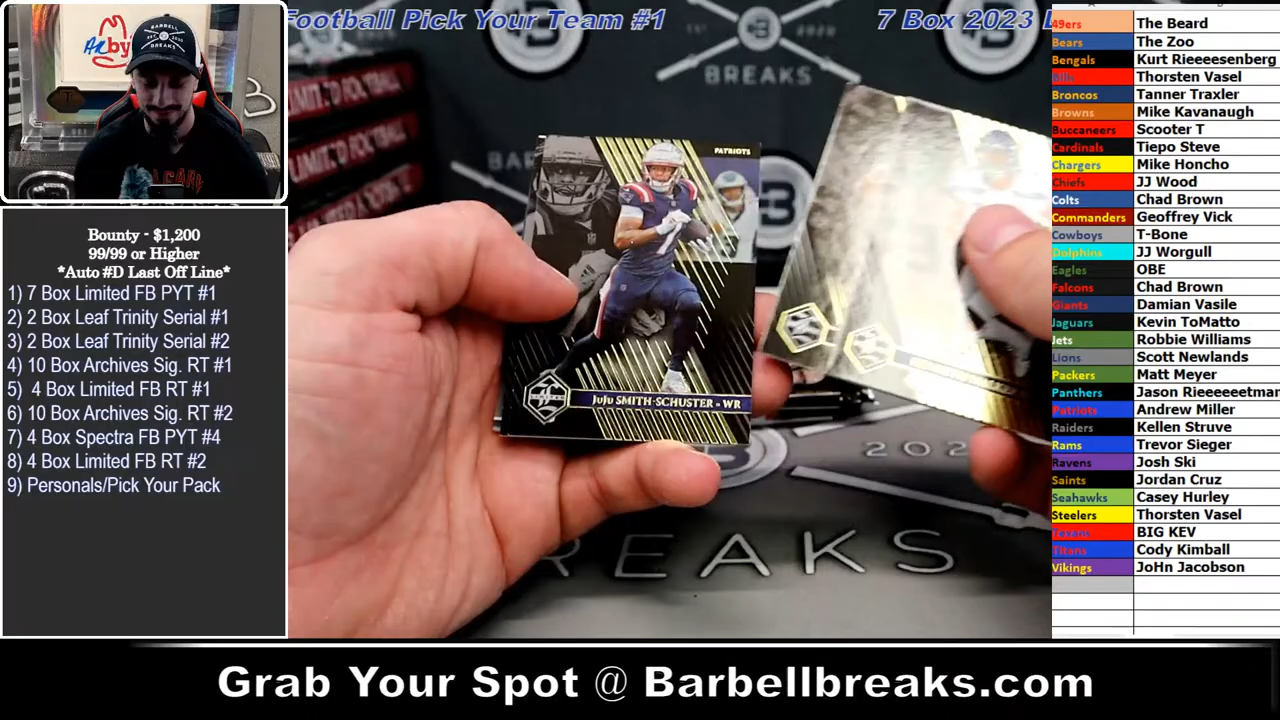 Football Pick Your Team #1
7 Box 2023
BARBELL
BREAKS
Bounty - $1,200
99/99 or Higher
*Auto #D Last Off Line*
1) 7 Box Limited FB PYT #1
2) 2 Box Leaf Trinity Serial #1
3) 2 Box Leaf Trinity Serial #2
4) 10 Box Archives Sig. RT #1
5) 4 Box Limited FB RT #1
6) 10 Box Archives Sig. RT #2
7) 4 Box Spectra FB PYT #4
8) 4 Box Limited FB RT #2
9) Personals/Pick Your Pack
BREAKS
PATRIOTS
JuJu SMITH-SCHUSTER - WR
202
REAKS
49ers The Beard
Bears The Zoo
Bengals Kurt Rieeeesenberg
Bills Thorsten Vasel
Broncos Tanner Traxler
Browns Mike Kavanaugh
Buccaneers Scooter T
Cardinals Tiepo Steve
Chargers Mike Honcho
Chiefs JJ Wood
Colts Chad Brown
Commanders Geoffrey Vick
Cowboys T-Bone
Dolphins JJ Worgull
Eagles OBE
Falcons Chad Brown
Giants Damian Vasile
Jaguars Kevin ToMatto
Jets Robbie Williams
Lions Scott Newlands
Packers Matt Meyer
Panthers Jason Rieeeeetman
Patriots Andrew Miller
Raiders Kellen Struve
Rams Trevor Sieger
Ravens Josh Ski
Saints Jordan Cruz
Seahawks Casey Hurley
Steelers Thorsten Vasel
Texans BIG KEV
Titans Cody Kimball
Vikings JoHn Jacobson
Grab Your Spot @ Barbellbreaks.com